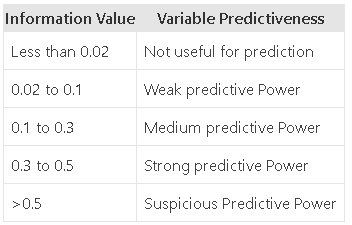 Information Value Variable Predictiveness
Less than 0.02 Not useful for prediction
0.02 to 0.1 Weak predictive Power
0.1 to 0.3 Medium predictive Power
0.3 to 0.5 Strong predictive Power
>0.5 Suspicious Predictive Power